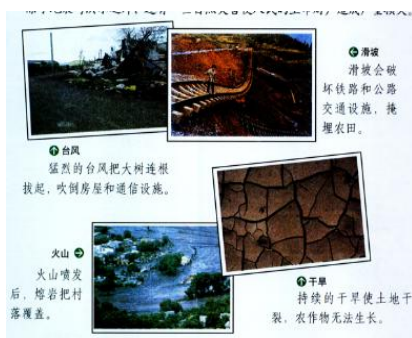 滑坡
滑坡会破
坏铁路和公路
交通设施，掩
埋农田。
台风
猛烈的台风把大树连根
拔起，吹倒房屋和通信设施。
火山
火山喷发
后，熔岩把村
落覆盖。
干旱
持续的干旱使土地干
裂，农作物无法生长。